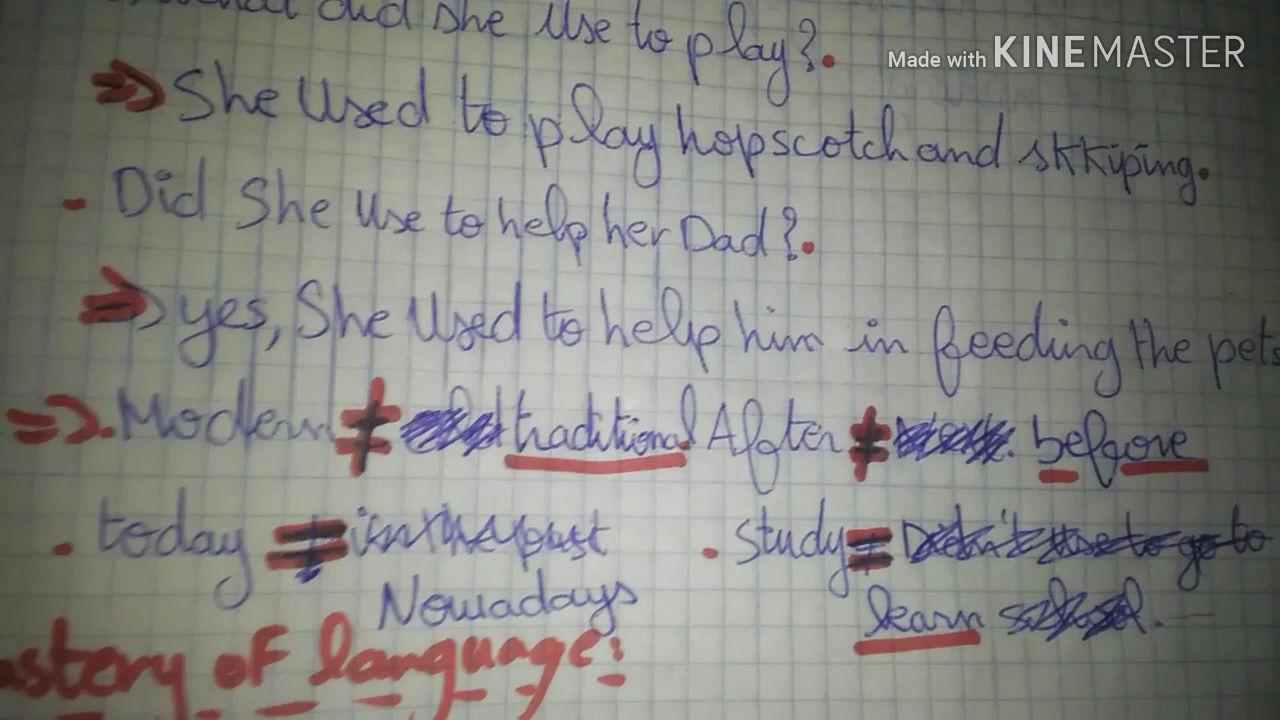 did she use to play?.
Made with KINEMASTER
⇒ She Used to play hopscotch and skkiping.
- Did She Use to help her Dad?.
⇒ yes, She Used to help him in feeding the pets
⇒. Modern ≠ traditional After ≠ before
. today = Nowadays . study = learn
of language: